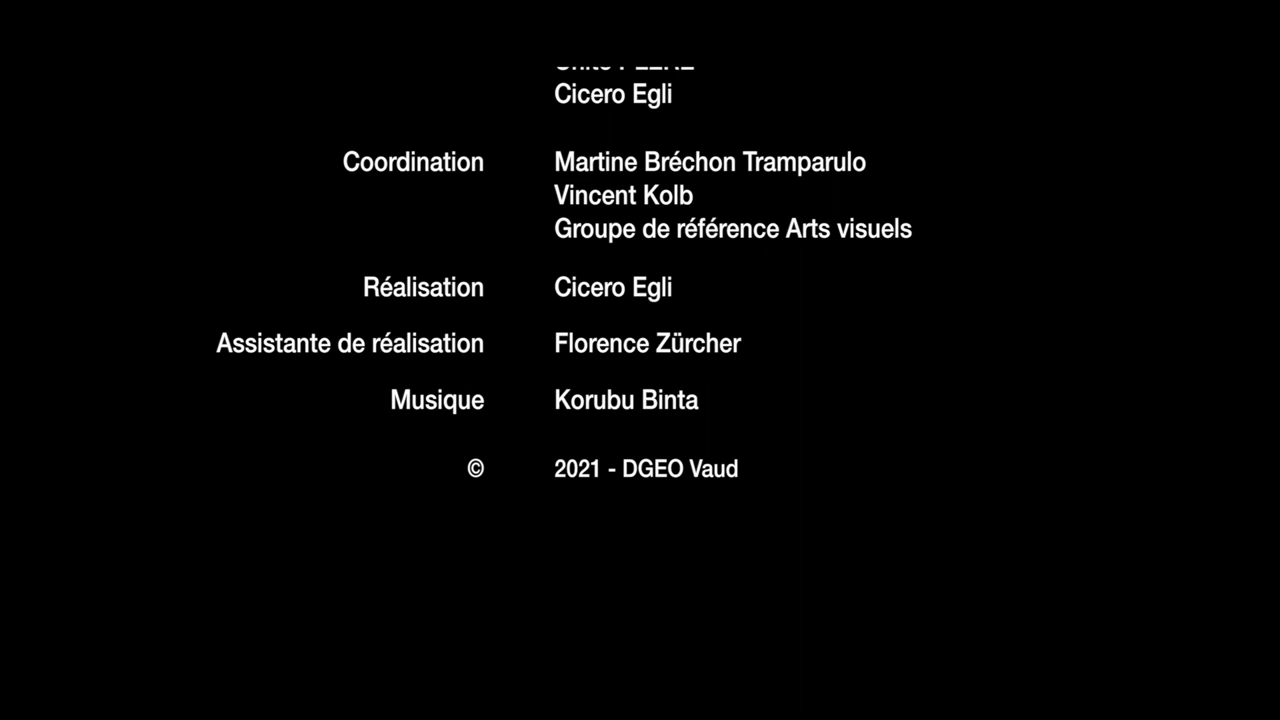 Cicero Egli
Coordination Martine Bréchon Tramparulo
Vincent Kolb
Groupe de référence Arts visuels
Réalisation Cicero Egli
Assistante de réalisation Florence Zürcher
Musique Korubu Binta
© 2021 - DGEO Vaud